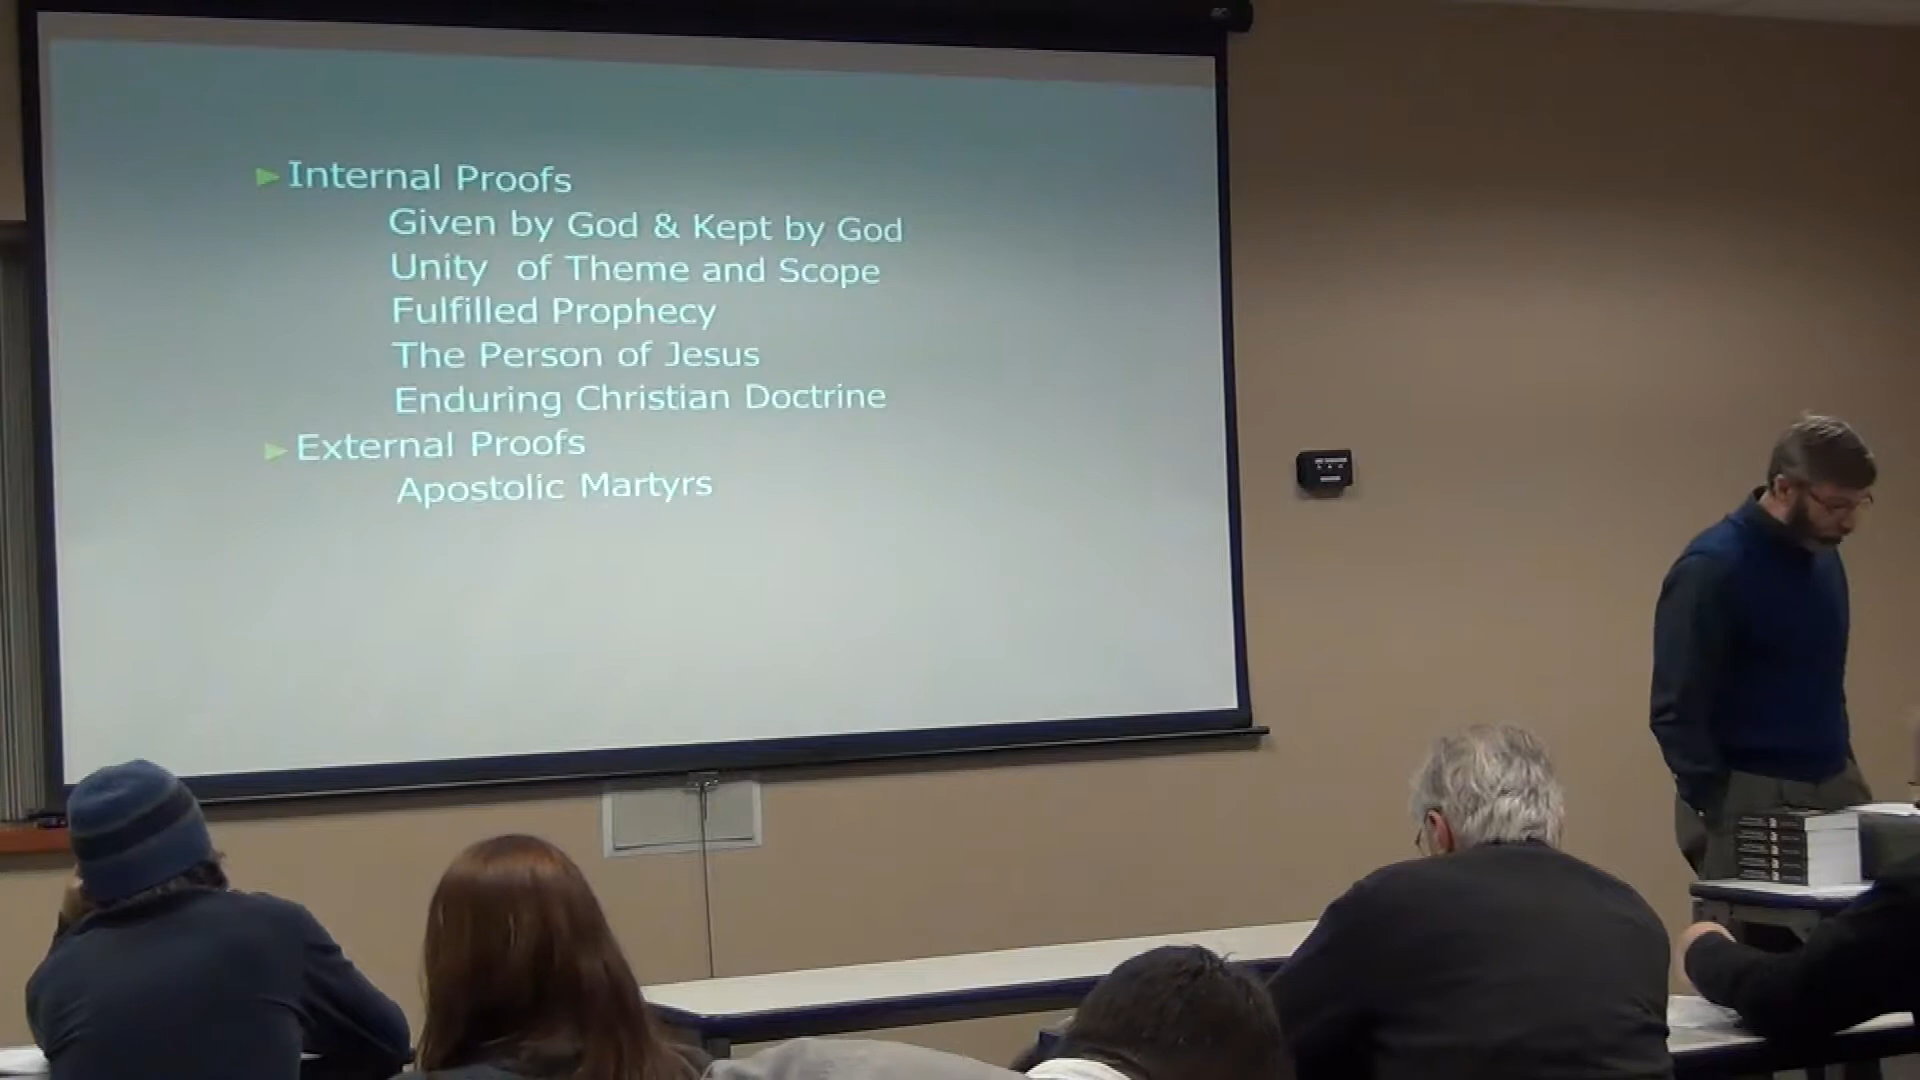 Internal Proofs
Given by God & Kept by God
Unity of Theme and Scope
Fulfilled Prophecy
The Person of Jesus
Enduring Christian Doctrine
External Proofs
Apostolic Martyrs